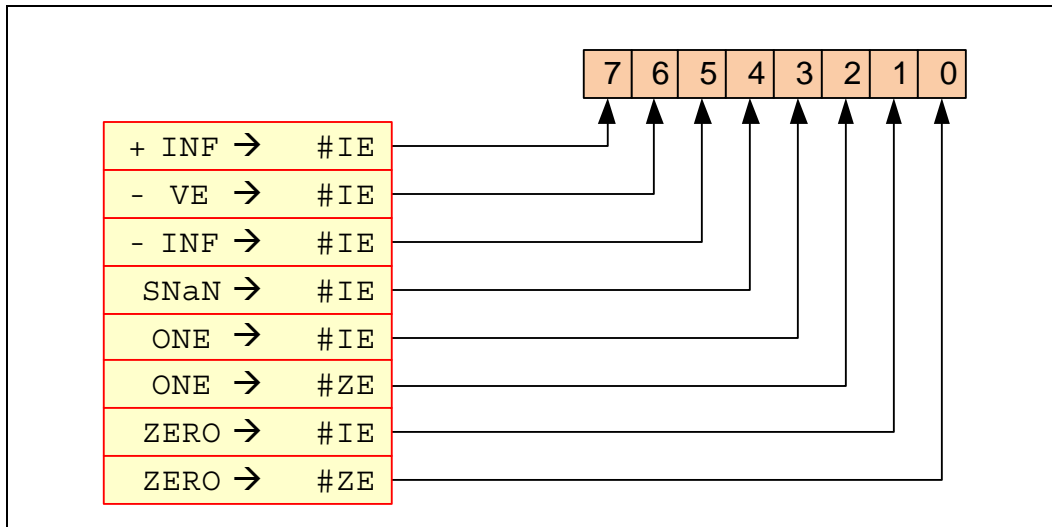 7 6 5 4 3 2 1 0
+ INF → #IE
- VE → #IE
- INF → #IE
SNaN → #IE
ONE → #IE
ONE → #ZE
ZERO → #IE
ZERO → #ZE